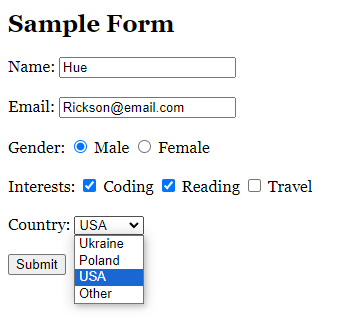 Sample Form
Name: Hue
Email: Rickson@email.com
Gender: Male Female
Interests: Coding Reading Travel
Country: USA
Ukraine
Poland
USA
Other
Submit